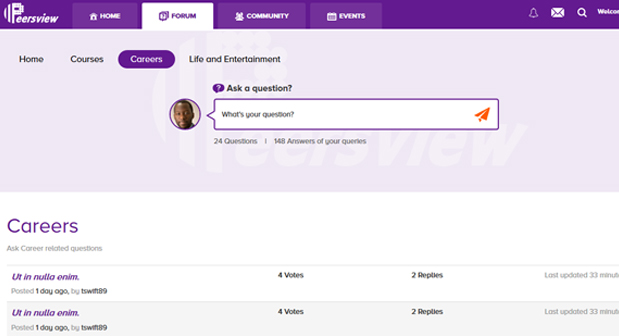 Peersview HOME FORUM COMMUNITY EVENTS Welcom
Home Courses Careers Life and Entertainment
Ask a question?
What's your question?
24 Questions | 148 Answers of your queries
Peersview
Careers
Ask Career related questions
Ut in nulla enim. 4 Votes 2 Replies Last updated 33 minut
Posted 1 day ago, by tswift89
Ut in nulla enim. 4 Votes 2 Replies Last updated 33 minut
Posted 1 day ago, by tswift89